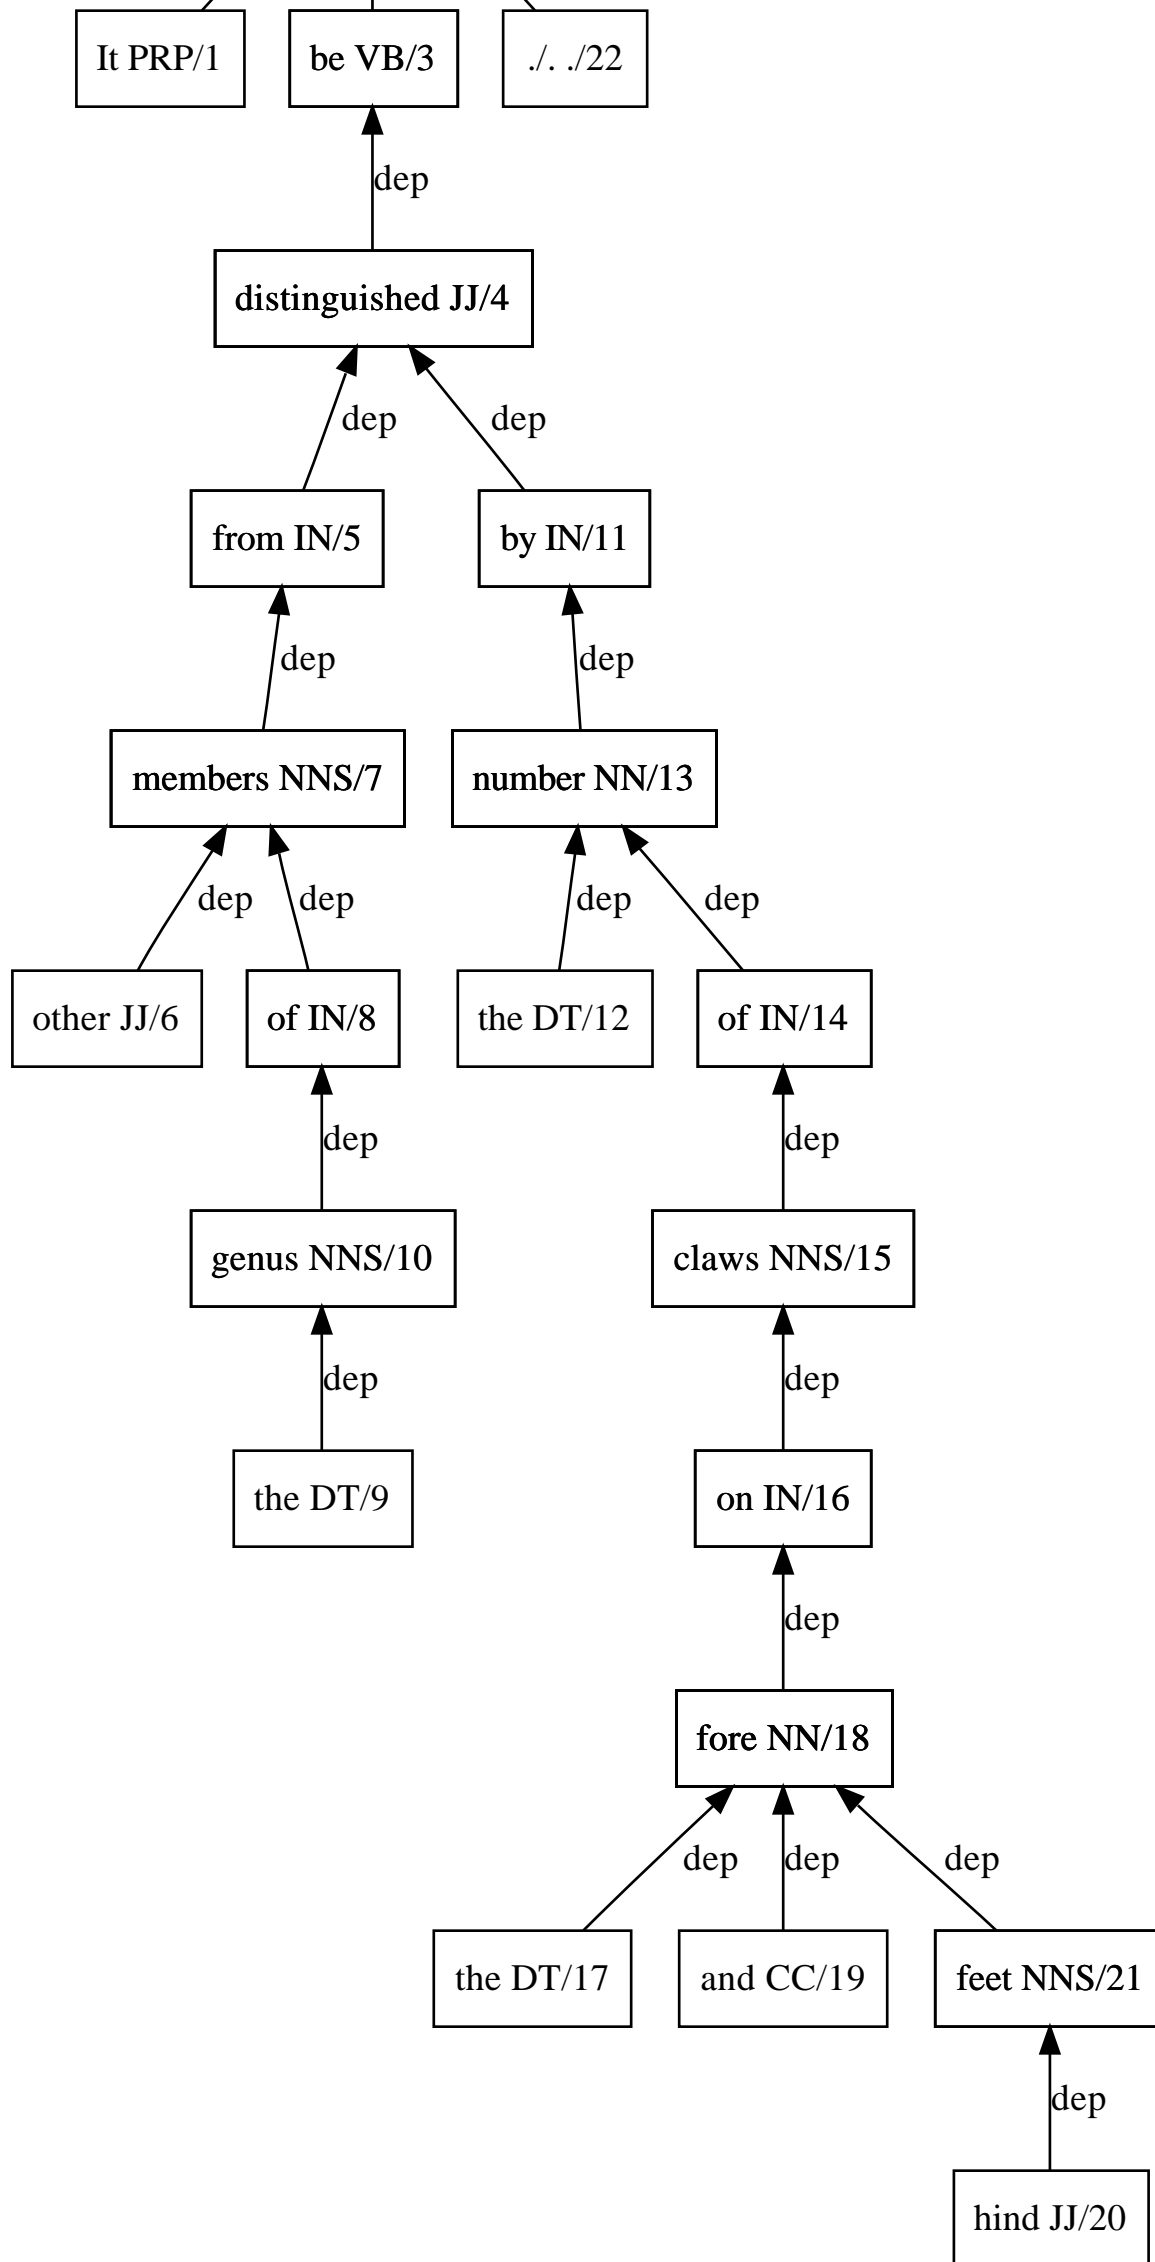 It PRP/1 be VB/3 ./. ./22
dep
distinguished JJ/4
dep dep
from IN/5 by IN/11
dep dep
members NNS/7 number NN/13
dep dep dep dep
other JJ/6 of IN/8 the DT/12 of IN/14
dep dep
genus NNS/10 claws NNS/15
dep dep
the DT/9 on IN/16
dep
fore NN/18
dep dep dep
the DT/17 and CC/19 feet NNS/21
dep
hind JJ/20